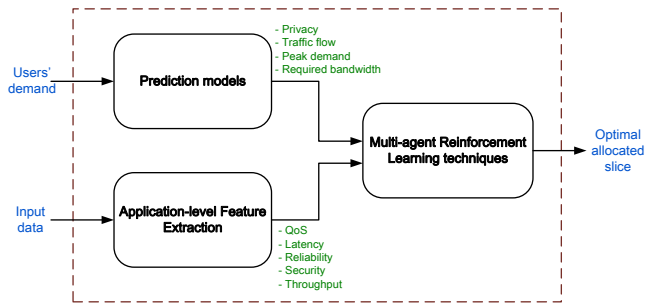 Users'
demand
Prediction models
- Privacy
- Traffic flow
- Peak demand
- Required bandwidth
Multi-agent Reinforcement
Learning techniques
Optimal
allocated
slice
Input
data
Application-level Feature
Extraction
- QoS
- Latency
- Reliability
- Security
- Throughput